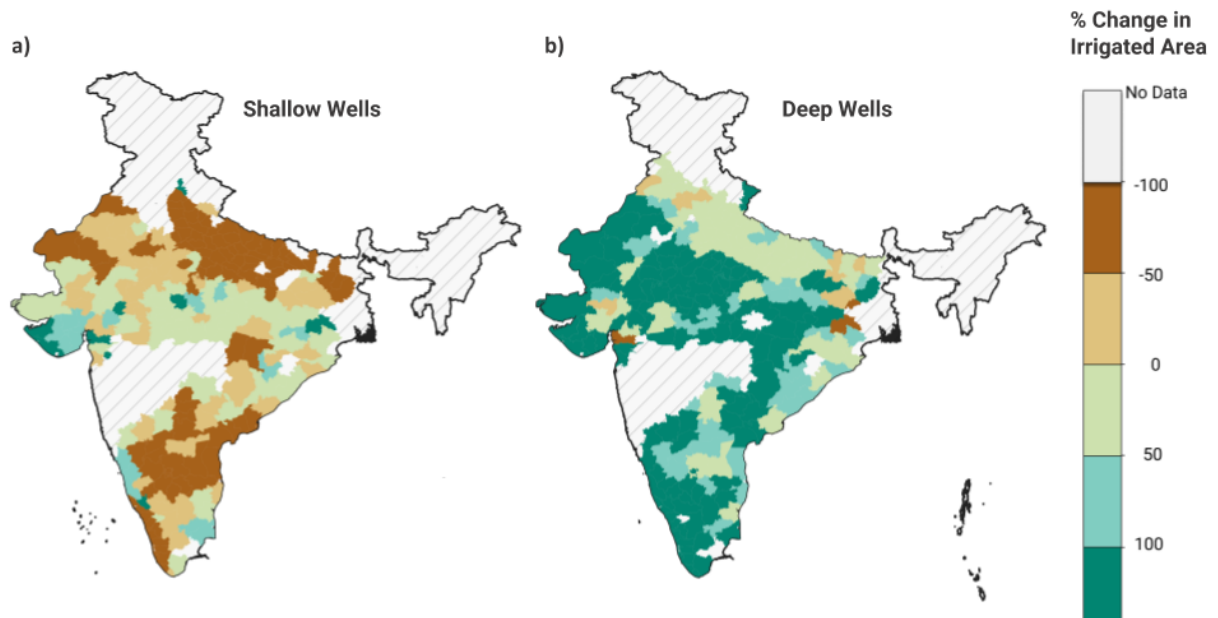 % Change in
Irrigated Area
a)
b)
Shallow Wells
Deep Wells
No Data
-100
-50
0
50
100